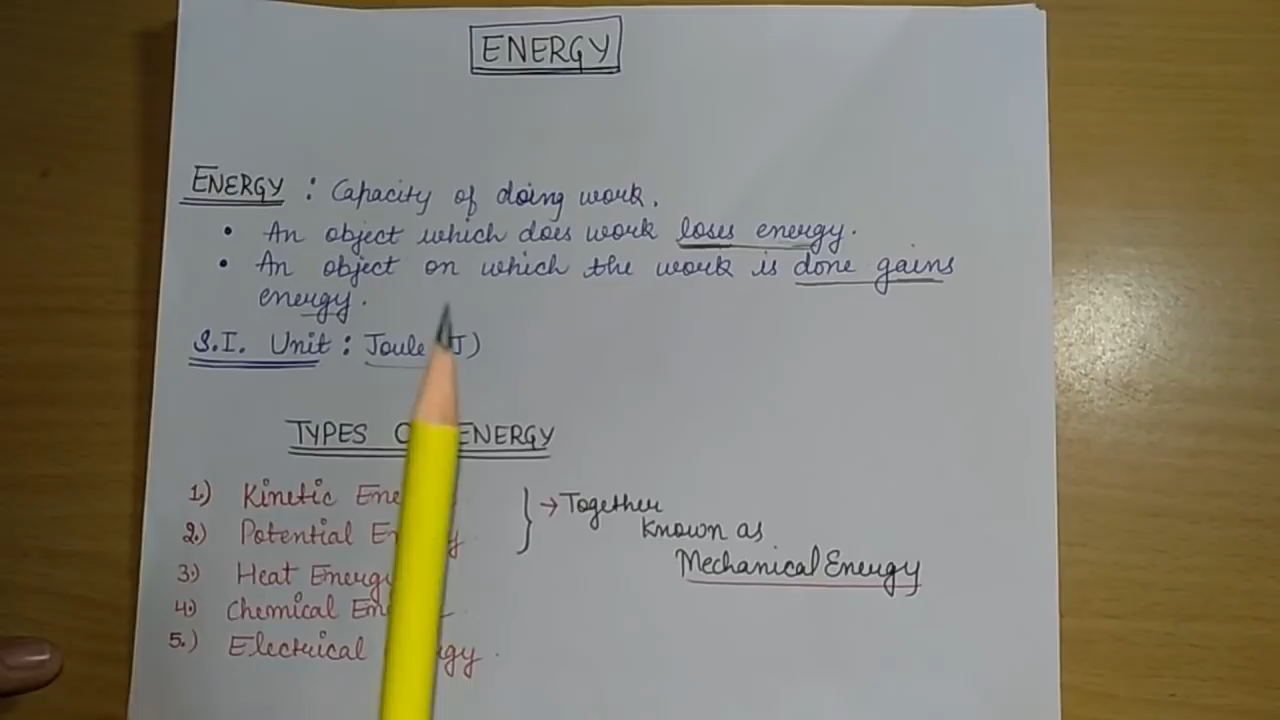 ENERGY
ENERGY : Capacity of doing work.
• An object which does work loses energy.
• An object on which the work is done gains
energy.
S.I. Unit : Joule (J)
TYPES ENERGY
1.) Kinetic
2.) Potential
3.) Heat Energy
4.) Chemical
5.) Electrical
→ Together
known as
Mechanical Energy